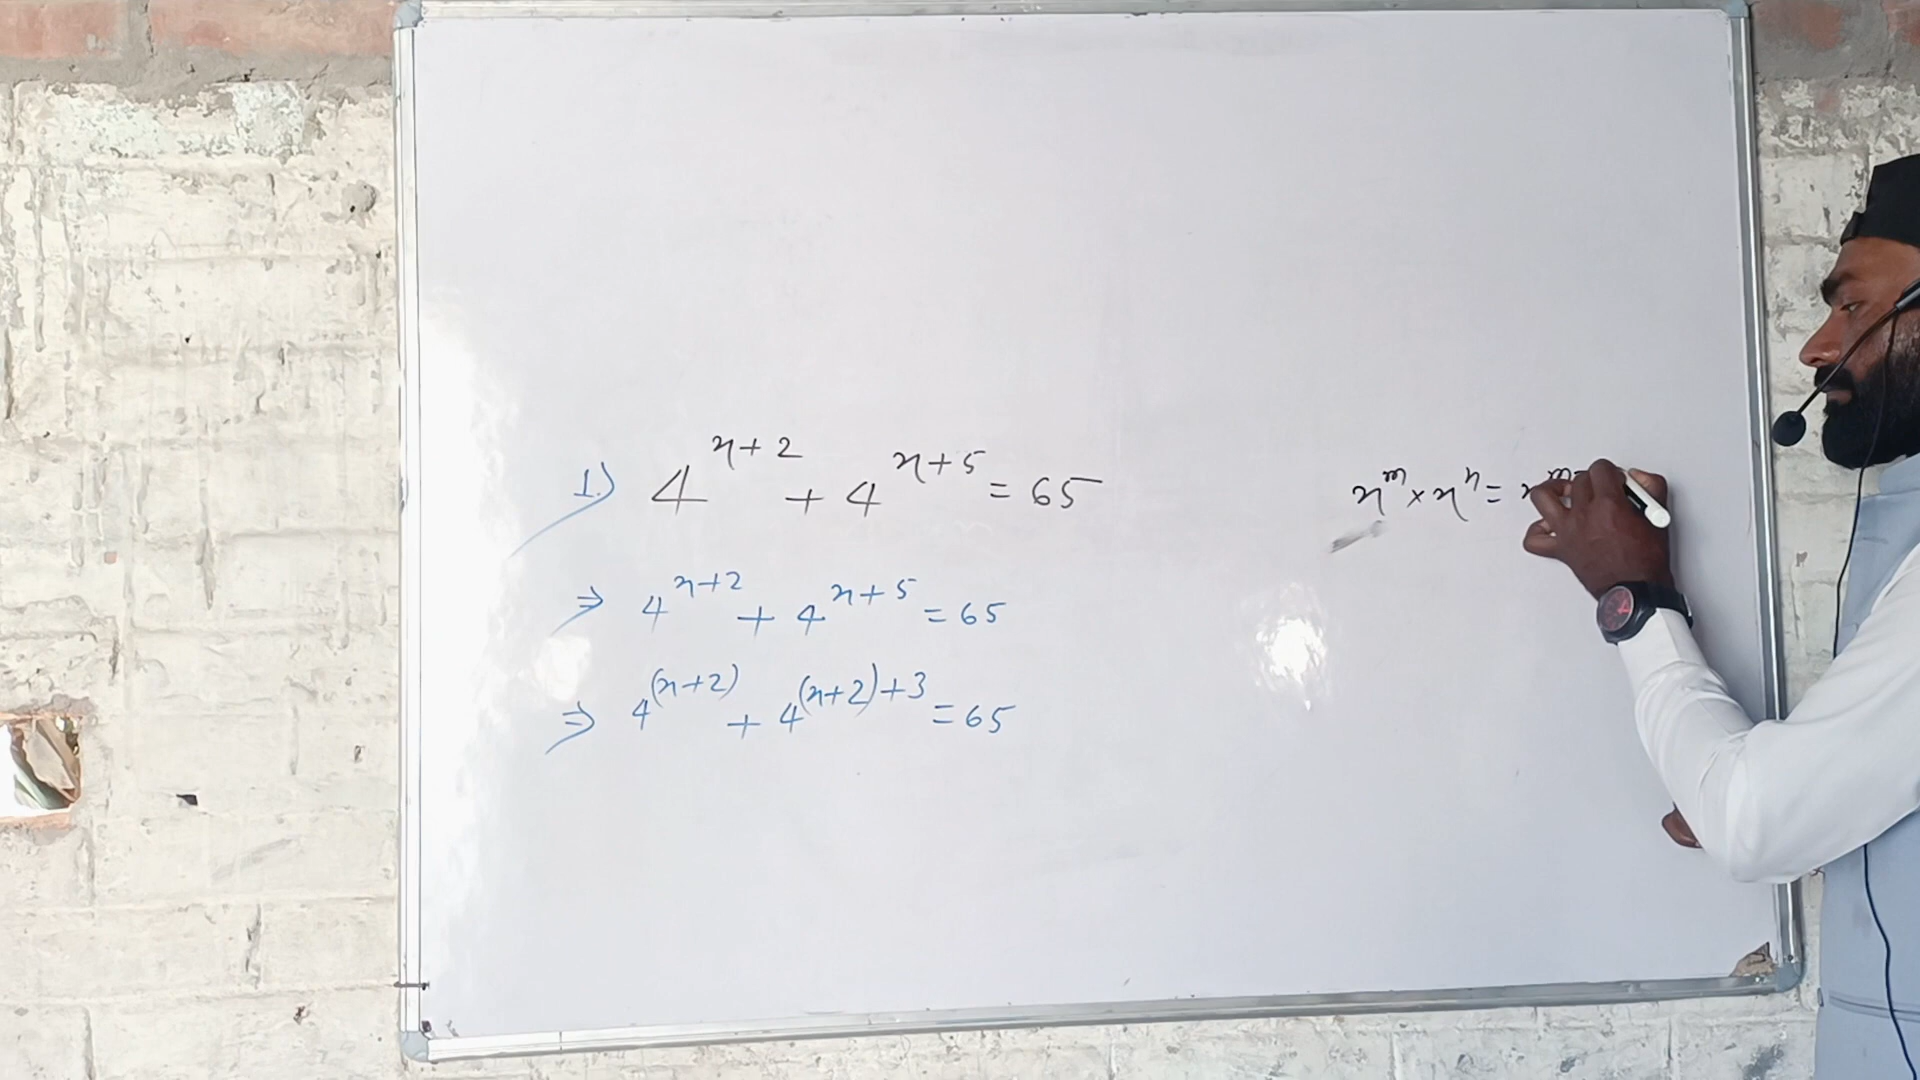 1.) 4^{x+2} + 4^{x+5} = 65
⇒ 4^{x+2} + 4^{x+5} = 65
⇒ 4^{(x+2)} + 4^{(x+2)+3} = 65
x^m × x^n = x^m